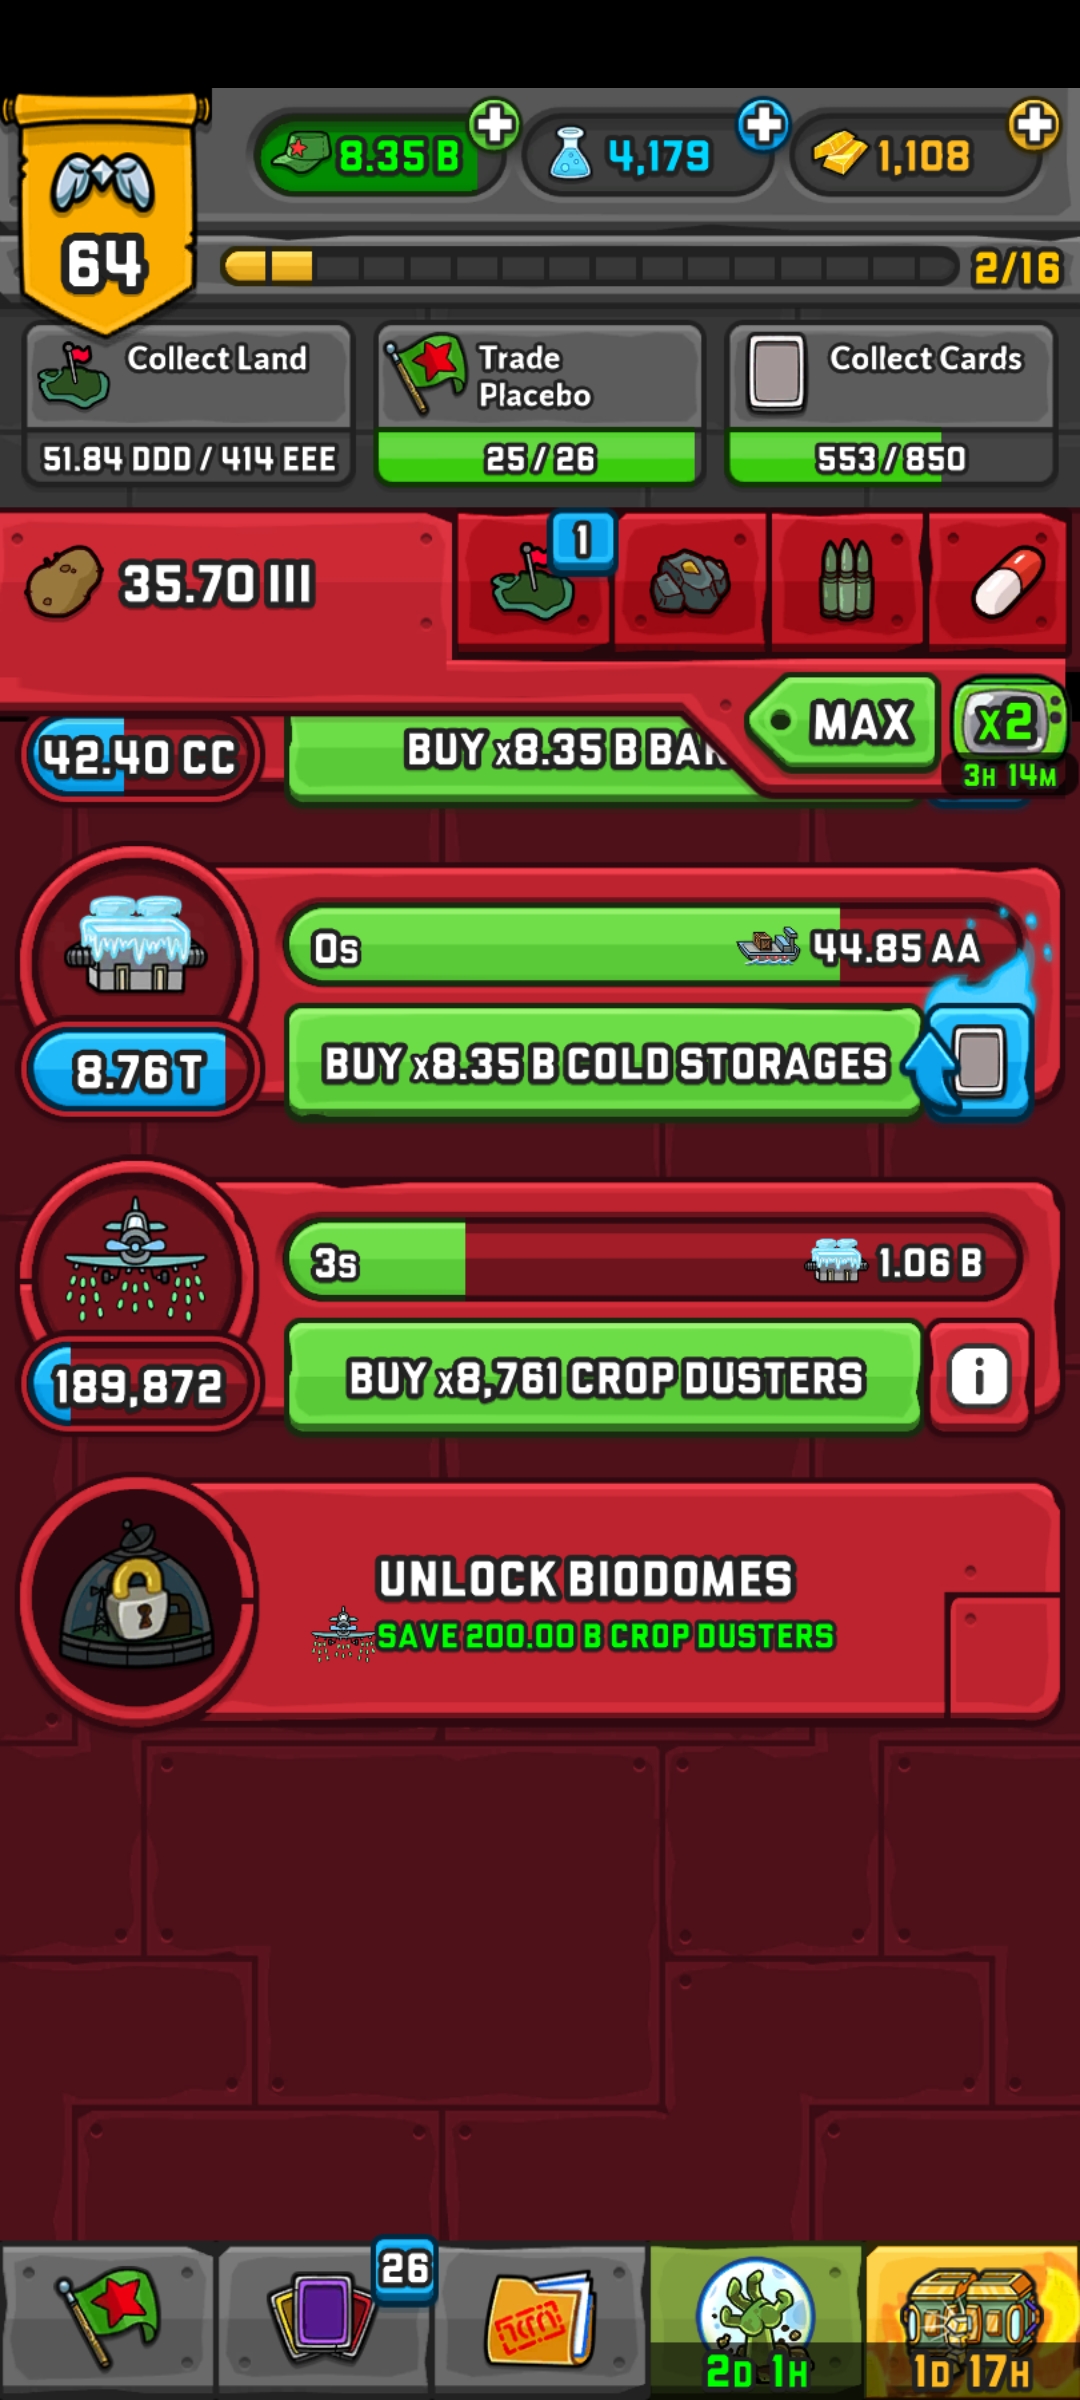 8.35 B
4,179
1,108
64
2/16
Collect Land
51.84 DDD / 414 EEE
Trade
Placebo
25 / 26
Collect Cards
553 / 850
35.70 III
1
MAX
x2
3H 14M
42.40 CC
BUY x8.35 B
0s
44.85 AA
8.76 T
BUY x8.35 B COLD STORAGES
3s
1.06 B
189,872
BUY x8,761 CROP DUSTERS
i
UNLOCK BIODOMES
SAVE 200.00 B CROP DUSTERS
26
2D 1H
1D 17H